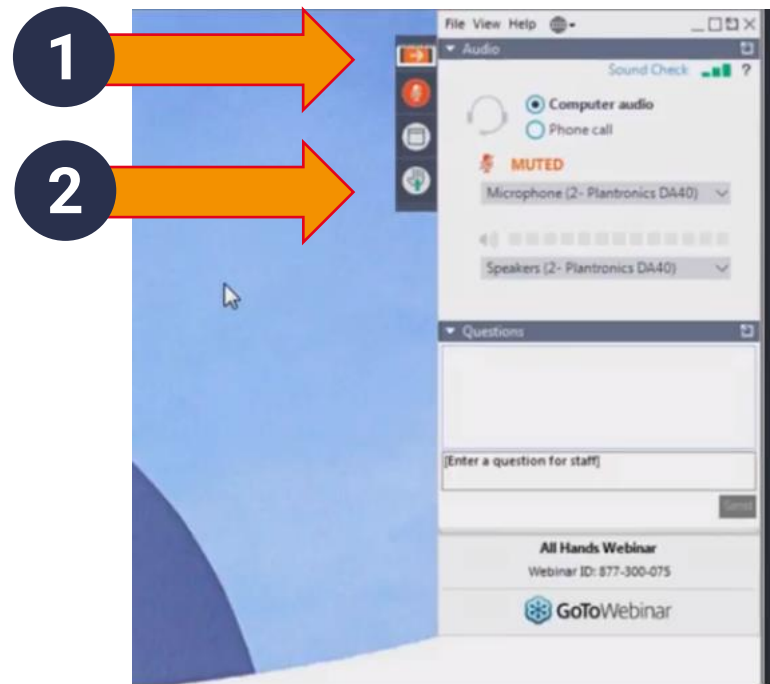 1
2
File View Help
Audio
Sound Check ?
Computer audio
Phone call
MUTED
Microphone (2- Plantronics DA40)
Speakers (2- Plantronics DA40)
Questions
[Enter a question for staff]
Send
All Hands Webinar
Webinar ID: 877-300-075
GoToWebinar